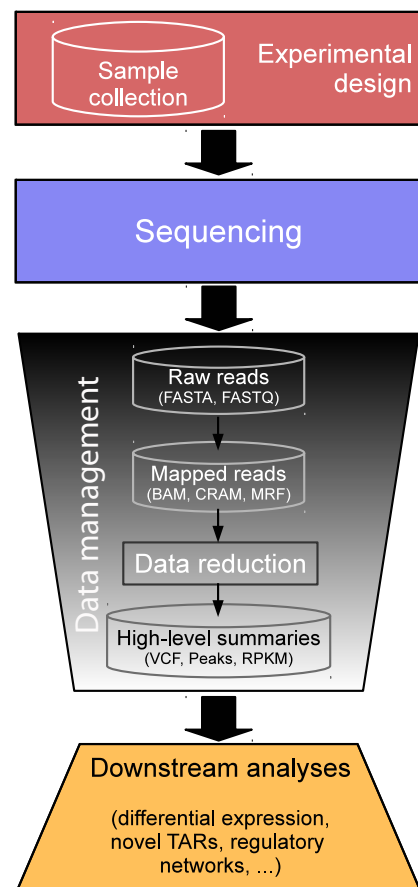 Sample
collection
Experimental
design
Sequencing
Data management
Raw reads
(FASTA, FASTQ)
Mapped reads
(BAM, CRAM, MRF)
Data reduction
High-level summaries
(VCF, Peaks, RPKM)
Downstream analyses
(differential expression,
novel TARs, regulatory
networks, ...)